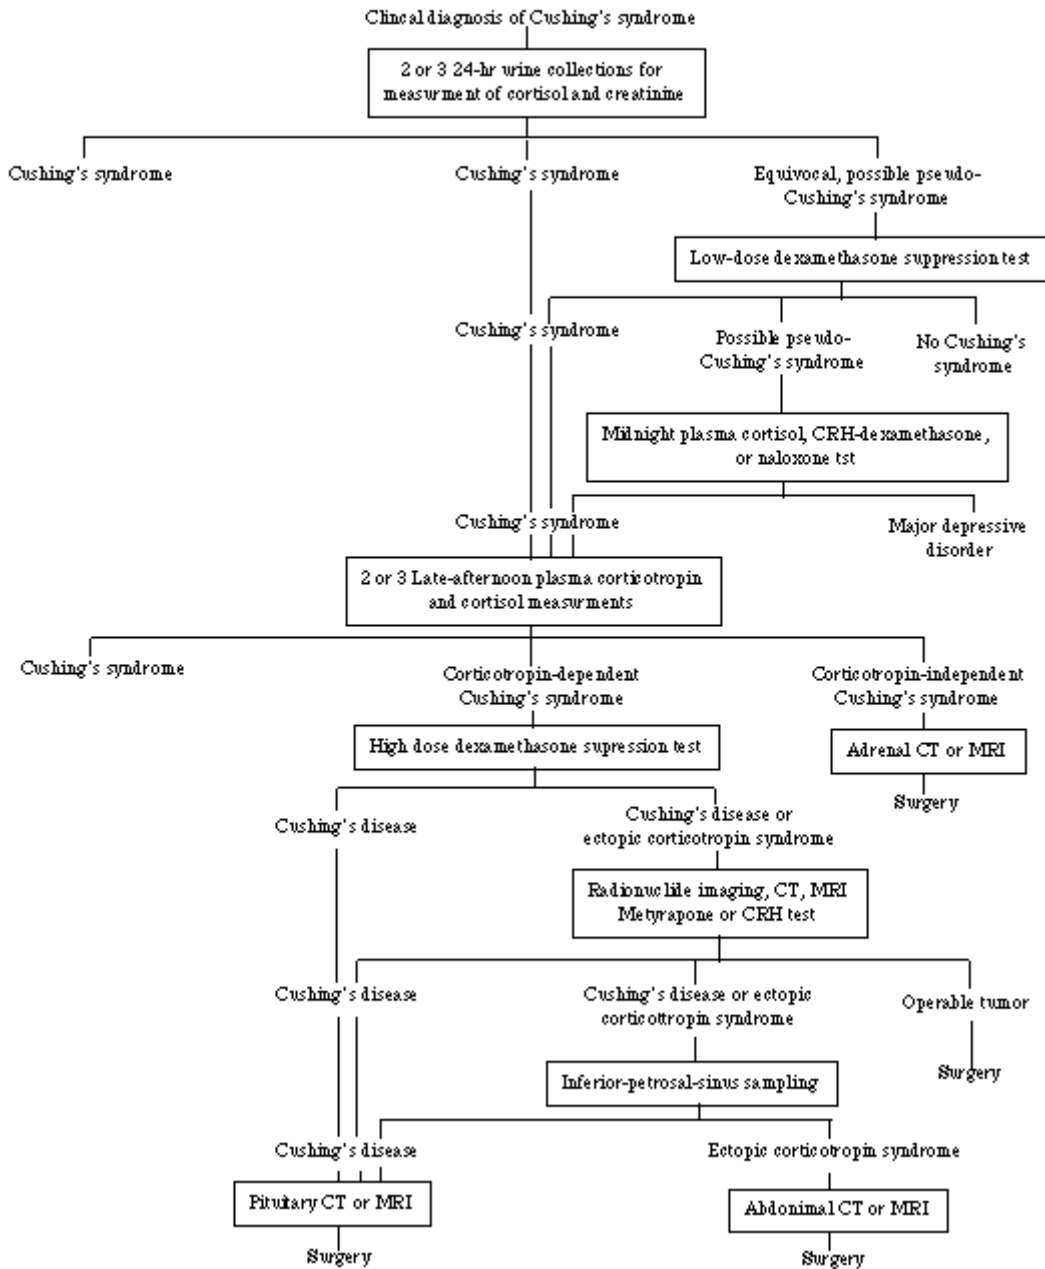 Clincal diagnosis of Cushing's syndrome
2 or 3 24-hr urine collections for
measurment of cortisol and creatinine
Cushing's syndrome
Cushing's syndrome
Equivocal, possible pseudo-
Cushing's syndrome
Low-dose dexamethasone suppression test
Cushing's syndrome
Possible pseudo-
Cushing's syndrome
No Cushing's
syndrome
Midnight plasma cortisol, CRH-dexamethasone,
or naloxone tst
Cushing's syndrome
Major depressive
disorder
2 or 3 Late-afternoon plasma corticotropin
and cortisol measurments
Cushing's syndrome
Corticotropin-dependent
Cushing's syndrome
Corticotropin-independent
Cushing's syndrome
High dose dexamethasone supression test
Adrenal CT or MRI
Surgery
Cushing's disease
Cushing's disease or
ectopic corticotropin syndrome
Radionuclile imaging, CT, MRI
Metyrapone or CRH test
Cushing's disease
Cushing's disease or ectopic
corticottropin syndrome
Operable tumor
Surgery
Inferior-petrosal-sinus sampling
Cushing's disease
Ectopic corticotropin syndrome
Pituitary CT or MRI
Abdonimal CT or MRI
Surgery
Surgery